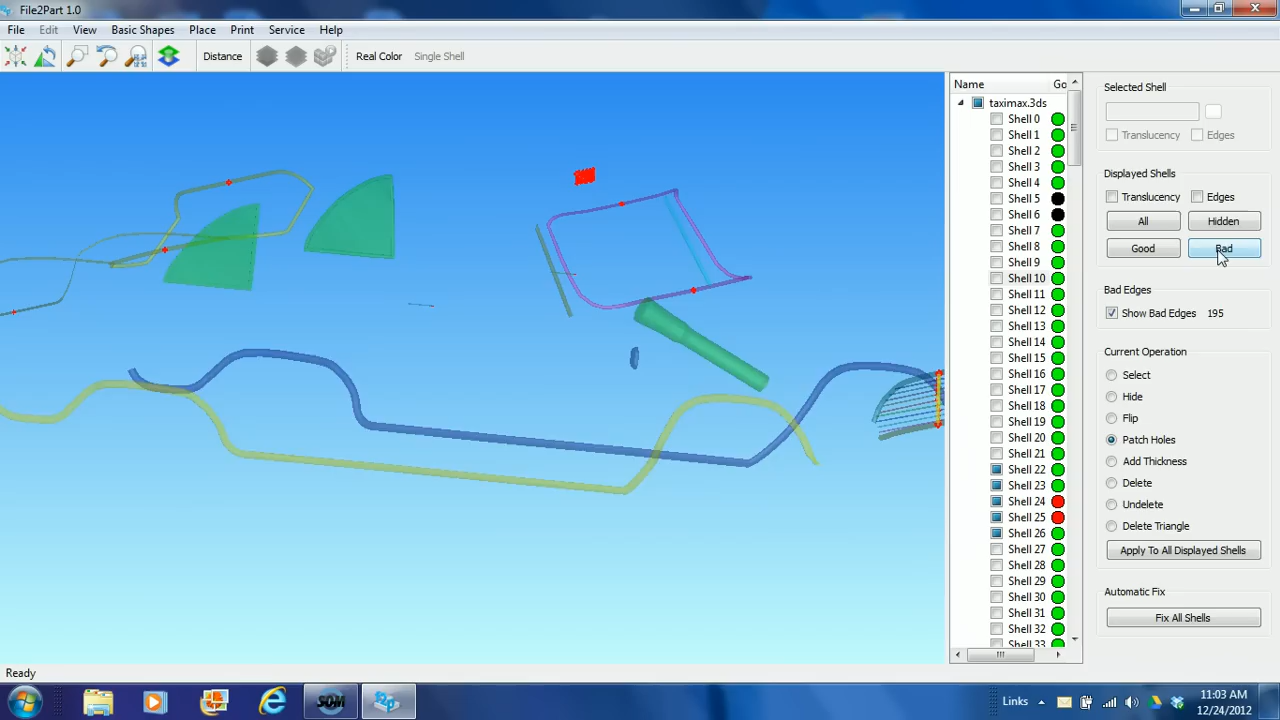 File2Part 1.0
File Edit View Basic Shapes Place Print Service Help
Distance Real Color Single Shell
Name Go
taximax.3ds
Shell 0
Shell 1
Shell 2
Shell 3
Shell 4
Shell 5
Shell 6
Shell 7
Shell 8
Shell 9
Shell 10
Shell 11
Shell 12
Shell 13
Shell 14
Shell 15
Shell 16
Shell 17
Shell 18
Shell 19
Shell 20
Shell 21
Shell 22
Shell 23
Shell 24
Shell 25
Shell 26
Shell 27
Shell 28
Shell 29
Shell 30
Shell 31
Shell 32
Shell 33
Selected Shell
Translucency Edges
Displayed Shells
Translucency Edges
All Hidden
Good Bad
Bad Edges
Show Bad Edges 195
Current Operation
Select
Hide
Flip
Patch Holes
Add Thickness
Delete
Undelete
Delete Triangle
Apply To All Displayed Shells
Automatic Fix
Fix All Shells
Ready
SDM
Links
11:03 AM
12/24/2012